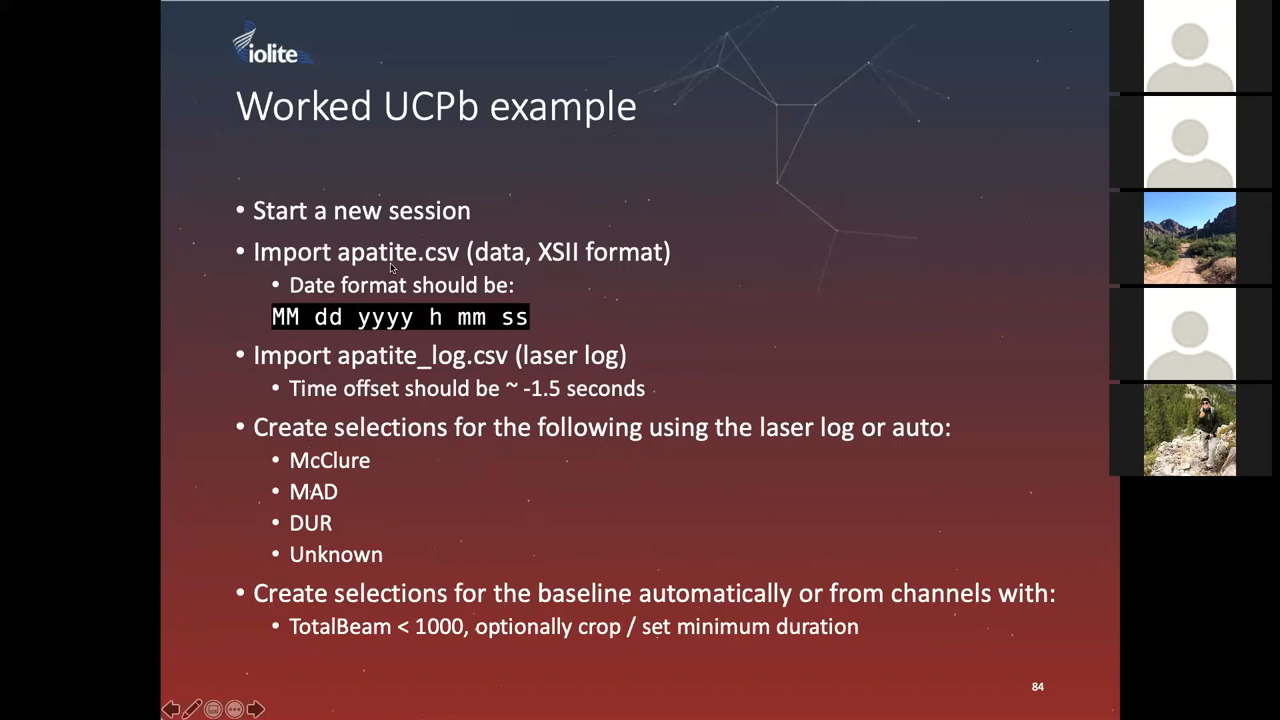 iolite
Worked UCPb example
• Start a new session
• Import apatite.csv (data, XSII format)
• Date format should be:
MM dd yyyy h mm ss
• Import apatite_log.csv (laser log)
• Time offset should be ~ -1.5 seconds
• Create selections for the following using the laser log or auto:
• McClure
• MAD
• DUR
• Unknown
• Create selections for the baseline automatically or from channels with:
• TotalBeam < 1000, optionally crop / set minimum duration
84